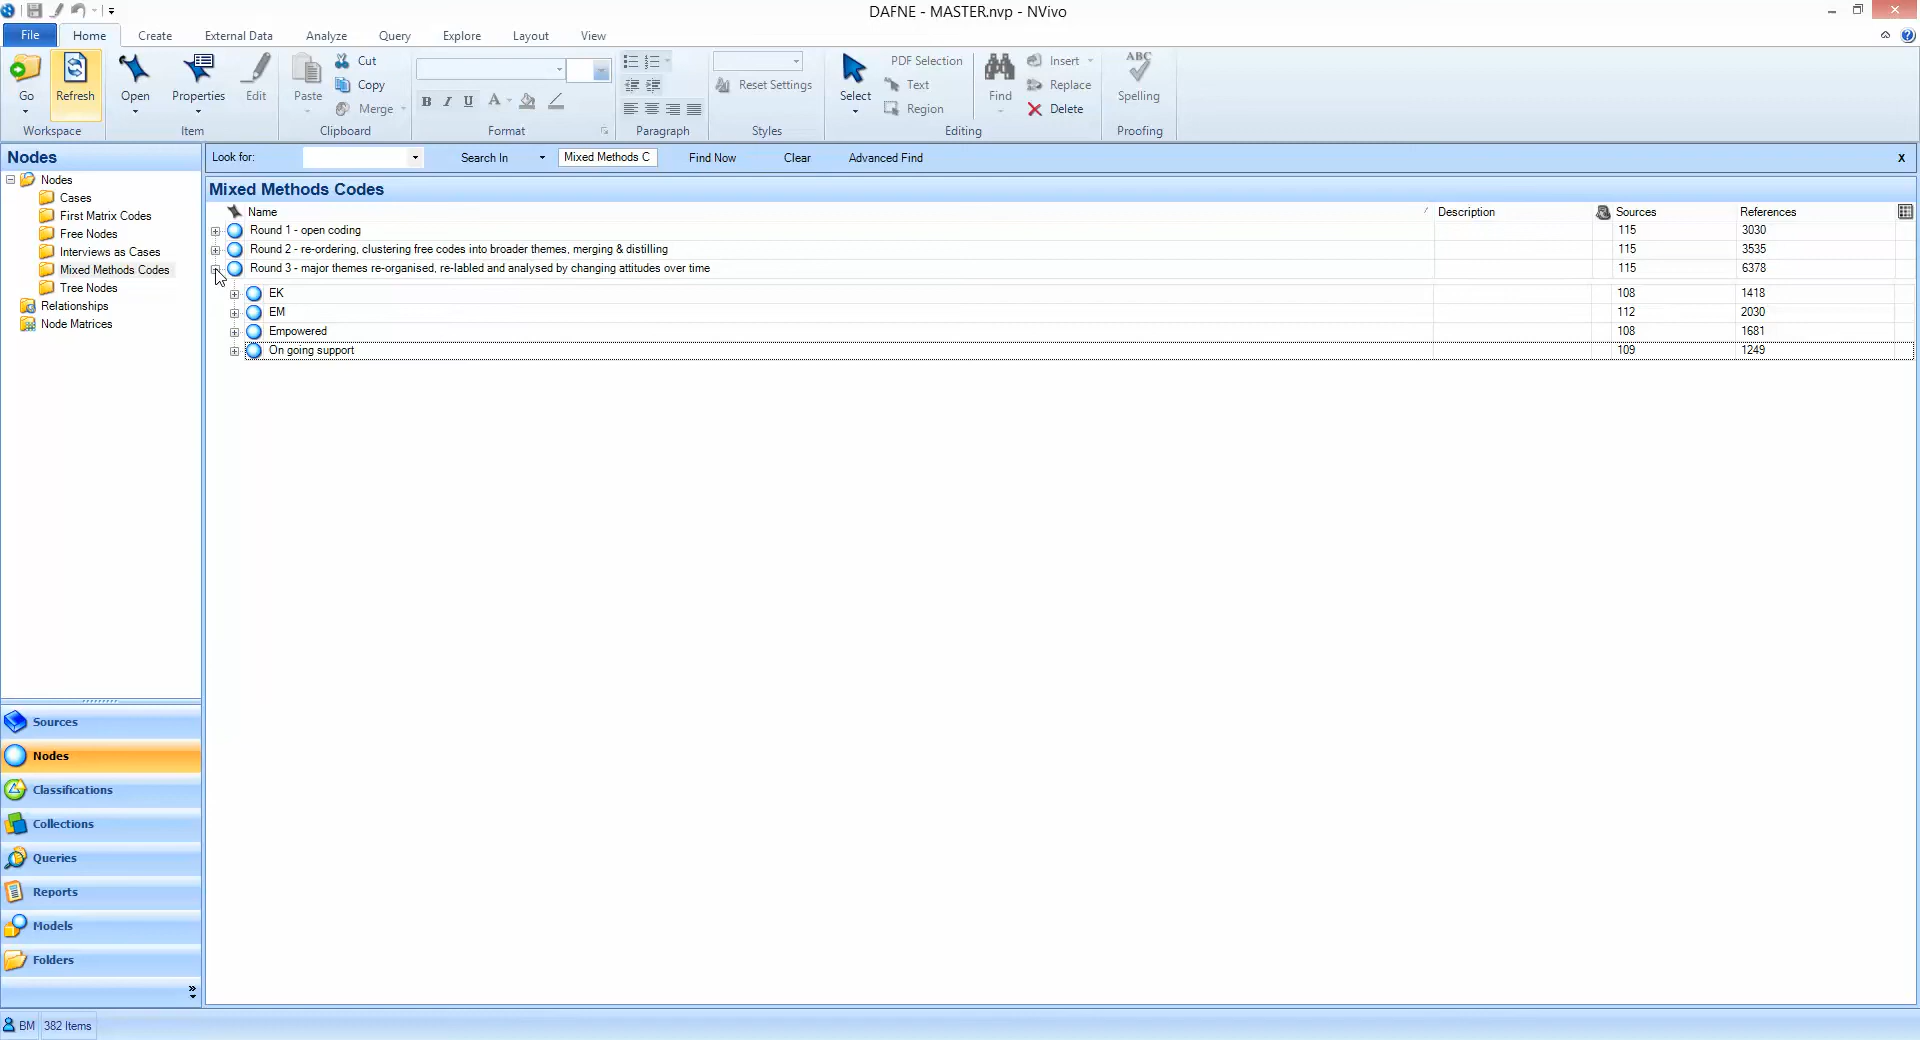 DAFNE - MASTER.nvp - NVivo
File Home Create External Data Analyze Query Explore Layout View
Go Refresh Open Properties Edit Paste Cut Copy Merge
B I U A
Reset Settings
Select PDF Selection Text Region Find Insert Replace Delete
ABC Spelling
Workspace Item Clipboard Format Paragraph Styles Editing Proofing
Nodes
Look for: Search In Mixed Methods C Find Now Clear Advanced Find x
Nodes
Cases
First Matrix Codes
Free Nodes
Interviews as Cases
Mixed Methods Codes
Tree Nodes
Relationships
Node Matrices
Mixed Methods Codes
Name Description Sources References
Round 1 - open coding 115 3030
Round 2 - re-ordering, clustering free codes into broader themes, merging & distilling 115 3535
Round 3 - major themes re-organised, re-labled and analysed by changing attitudes over time 115 6378
EK 108 1418
EM 112 2030
Empowered 108 1681
On going support 109 1249
Sources
Nodes
Classifications
Collections
Queries
Reports
Models
Folders
BM 382 Items